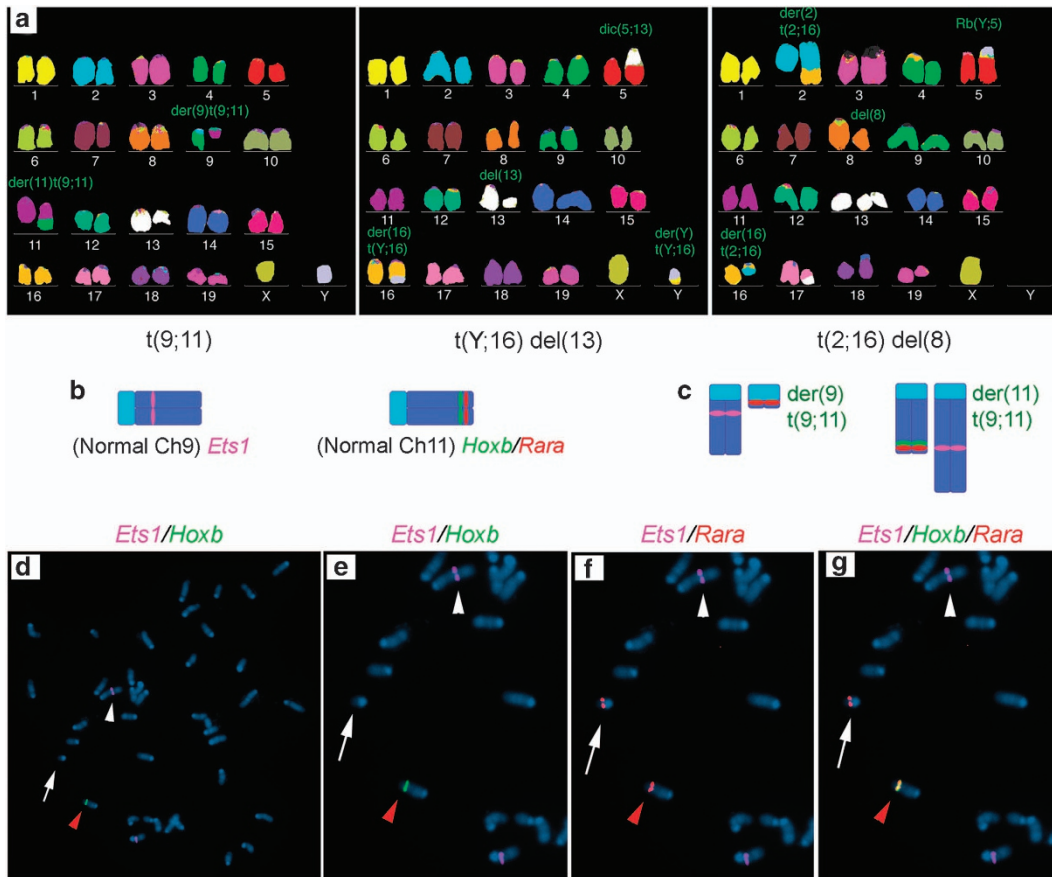 a
1 2 3 4 5
der(9)t(9;11)
6 7 8 9 10
der(11)t(9;11)
11 12 13 14 15
16 17 18 19 X Y
t(9;11)
dic(5;13)
1 2 3 4 5
6 7 8 9 10
del(13)
11 12 13 14 15
der(16)
t(Y;16)
der(Y)
t(Y;16)
16 17 18 19 X Y
t(Y;16) del(13)
der(2)
t(2;16)
Rb(Y;5)
1 2 3 4 5
del(8)
6 7 8 9 10
11 12 13 14 15
der(16)
t(2;16)
16 17 18 19 X Y
t(2;16) del(8)
b
(Normal Ch9) Ets1
(Normal Ch11) Hoxb/Rara
c
der(9)
t(9;11)
der(11)
t(9;11)
Ets1/Hoxb
d
Ets1/Hoxb
e
Ets1/Rara
f
Ets1/Hoxb/Rara
g